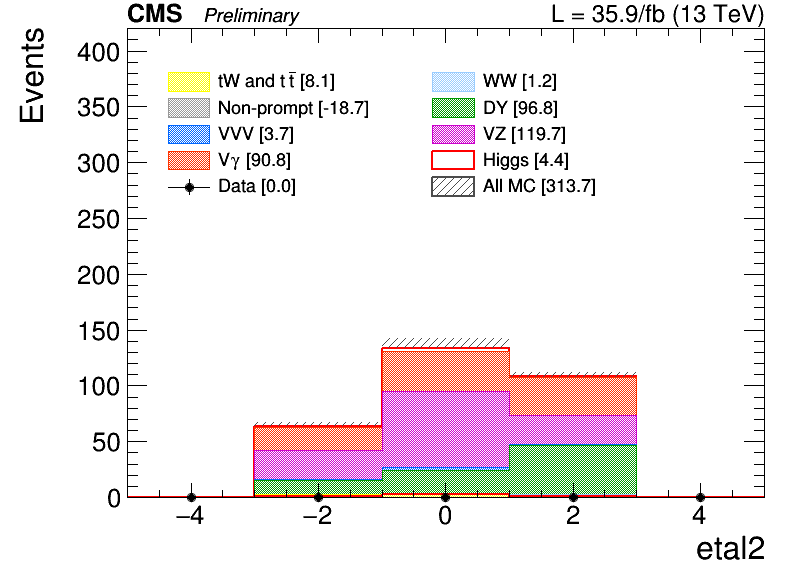 CMS Preliminary L = 35.9/fb (13 TeV)
Events
400
350
300
250
200
150
100
50
0
tW and t t̅ [8.1]
WW [1.2]
Non-prompt [-18.7]
DY [96.8]
VVV [3.7]
VZ [119.7]
Vγ [90.8]
Higgs [4.4]
Data [0.0]
All MC [313.7]
−4 −2 0 2 4
etal2